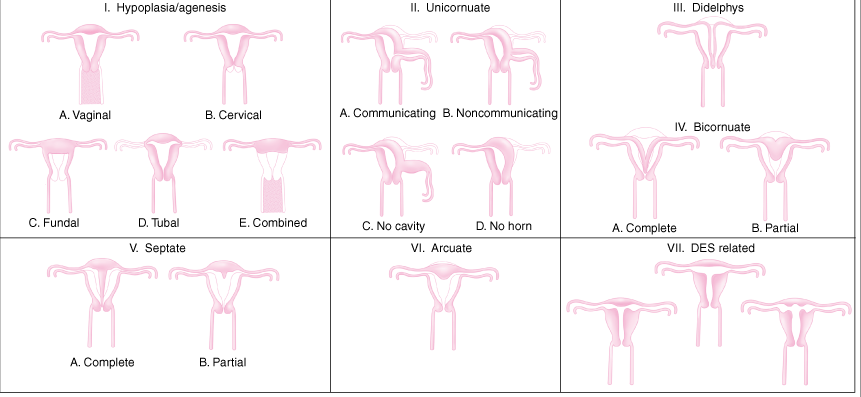 I. Hypoplasia/agenesis
A. Vaginal
B. Cervical
C. Fundal
D. Tubal
E. Combined
II. Unicornuate
A. Communicating
B. Noncommunicating
C. No cavity
D. No horn
III. Didelphys
IV. Bicornuate
A. Complete
B. Partial
V. Septate
A. Complete
B. Partial
VI. Arcuate
VII. DES related